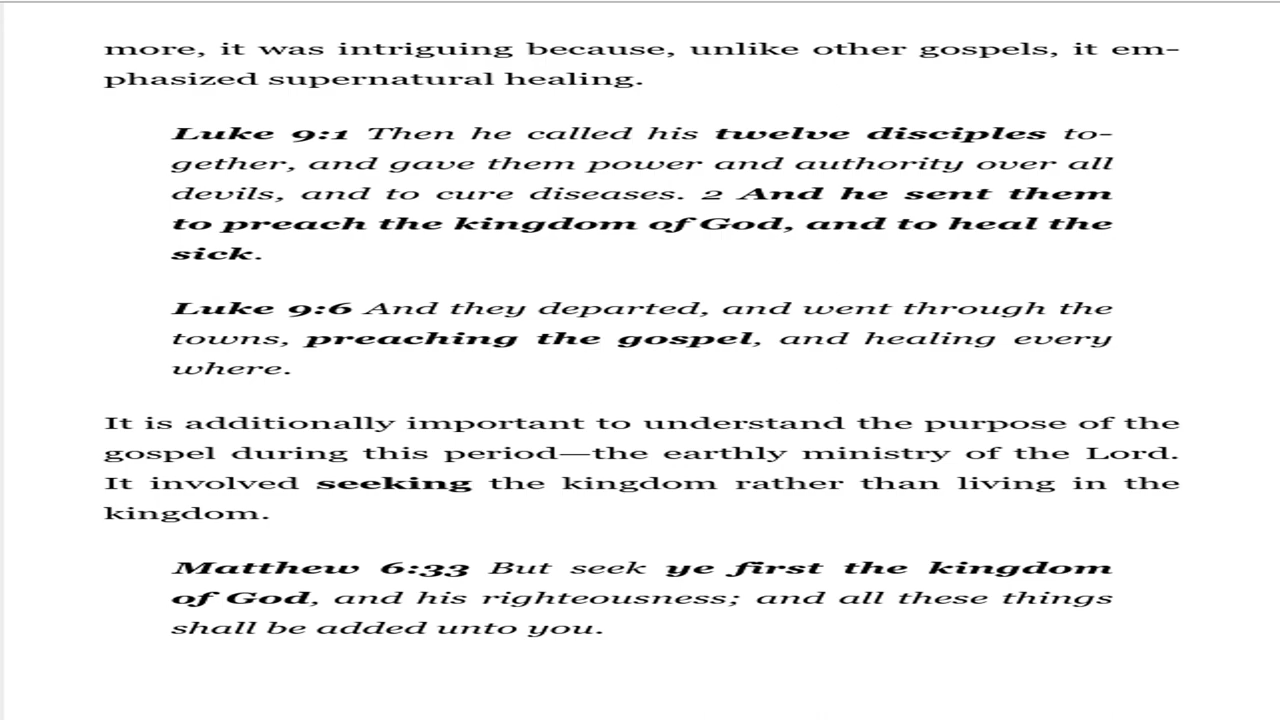 more, it was intriguing because, unlike other gospels, it em-
phasized supernatural healing.
Luke 9:1 Then he called his twelve disciples to-
gether, and gave them power and authority over all
devils, and to cure diseases. 2 And he sent them
to preach the kingdom of God, and to heal the
sick.
Luke 9:6 And they departed, and went through the
towns, preaching the gospel, and healing every
where.
It is additionally important to understand the purpose of the
gospel during this period—the earthly ministry of the Lord.
It involved seeking the kingdom rather than living in the
kingdom.
Matthew 6:33 But seek ye first the kingdom
of God, and his righteousness; and all these things
shall be added unto you.